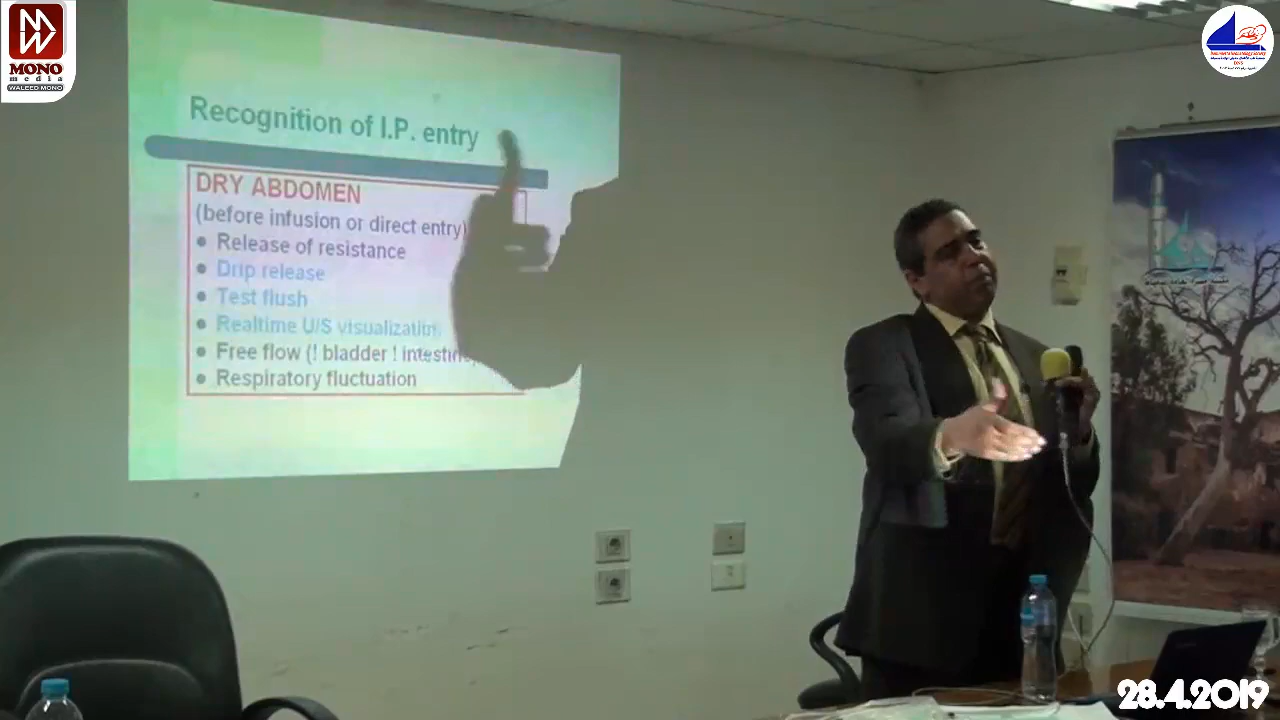 MONO
media
WALEED MONO
DNS
Recognition of I.P. entry
DRY ABDOMEN
(before infusion or direct entry)
● Release of resistance
● Drip release
● Test flush
● Realtime U/S visualization
● Free flow (! bladder ! intestine
● Respiratory fluctuation
28.4.2019